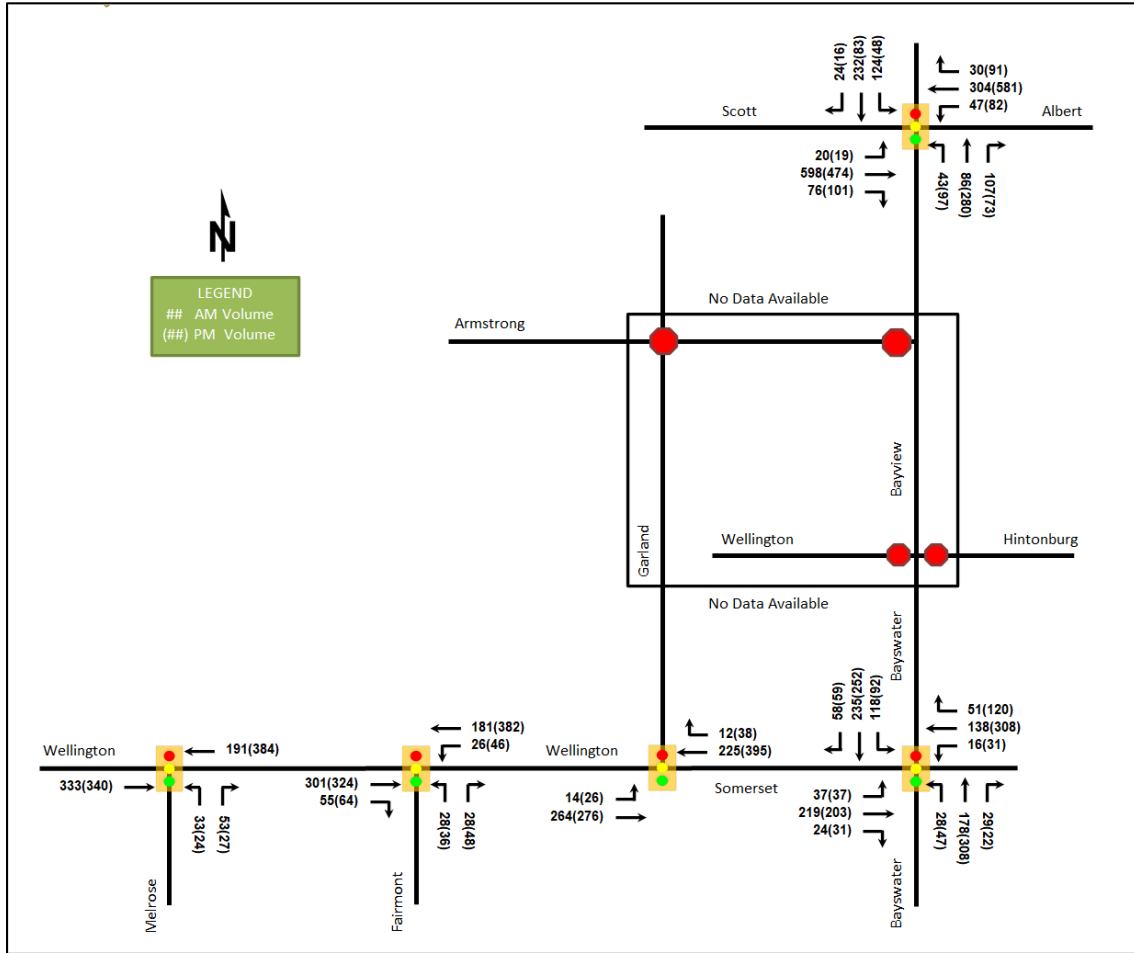 24(16)
232(83)
124(48)
30(91)
304(581)
47(82)
Scott
Albert
20(19)
598(474)
76(101)
43(97)
86(280)
107(73)
N
LEGEND
## AM Volume
(##) PM Volume
No Data Available
Armstrong
Bayview
Garland
Wellington
Hintonburg
No Data Available
Bayswater
58(59)
235(252)
118(92)
51(120)
138(308)
16(31)
12(38)
225(395)
181(382)
26(46)
191(384)
Wellington
Wellington
Somerset
333(340)
33(24)
53(27)
301(324)
55(64)
28(36)
28(48)
14(26)
264(276)
37(37)
219(203)
24(31)
28(47)
178(308)
29(22)
Melrose
Fairmont
Bayswater